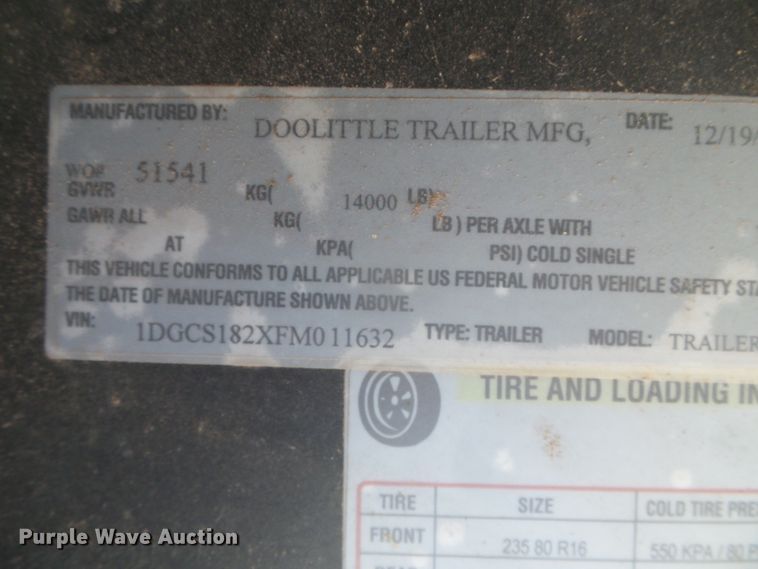 MANUFACTURED BY: DOOLITTLE TRAILER MFG, DATE: 12/19/
WO# 51541
GVWR KG( 14000 LB)
GAWR ALL KG( LB) PER AXLE WITH
AT KPA( PSI) COLD SINGLE
THIS VEHICLE CONFORMS TO ALL APPLICABLE US FEDERAL MOTOR VEHICLE SAFETY STA
THE DATE OF MANUFACTURE SHOWN ABOVE.
VIN: 1DGCS182XFM011632 TYPE: TRAILER MODEL: TRAILER
TIRE AND LOADING IN
TIRE SIZE COLD TIRE PRE
FRONT 235 80 R16 550 KPA / 80 P
Purple Wave Auction